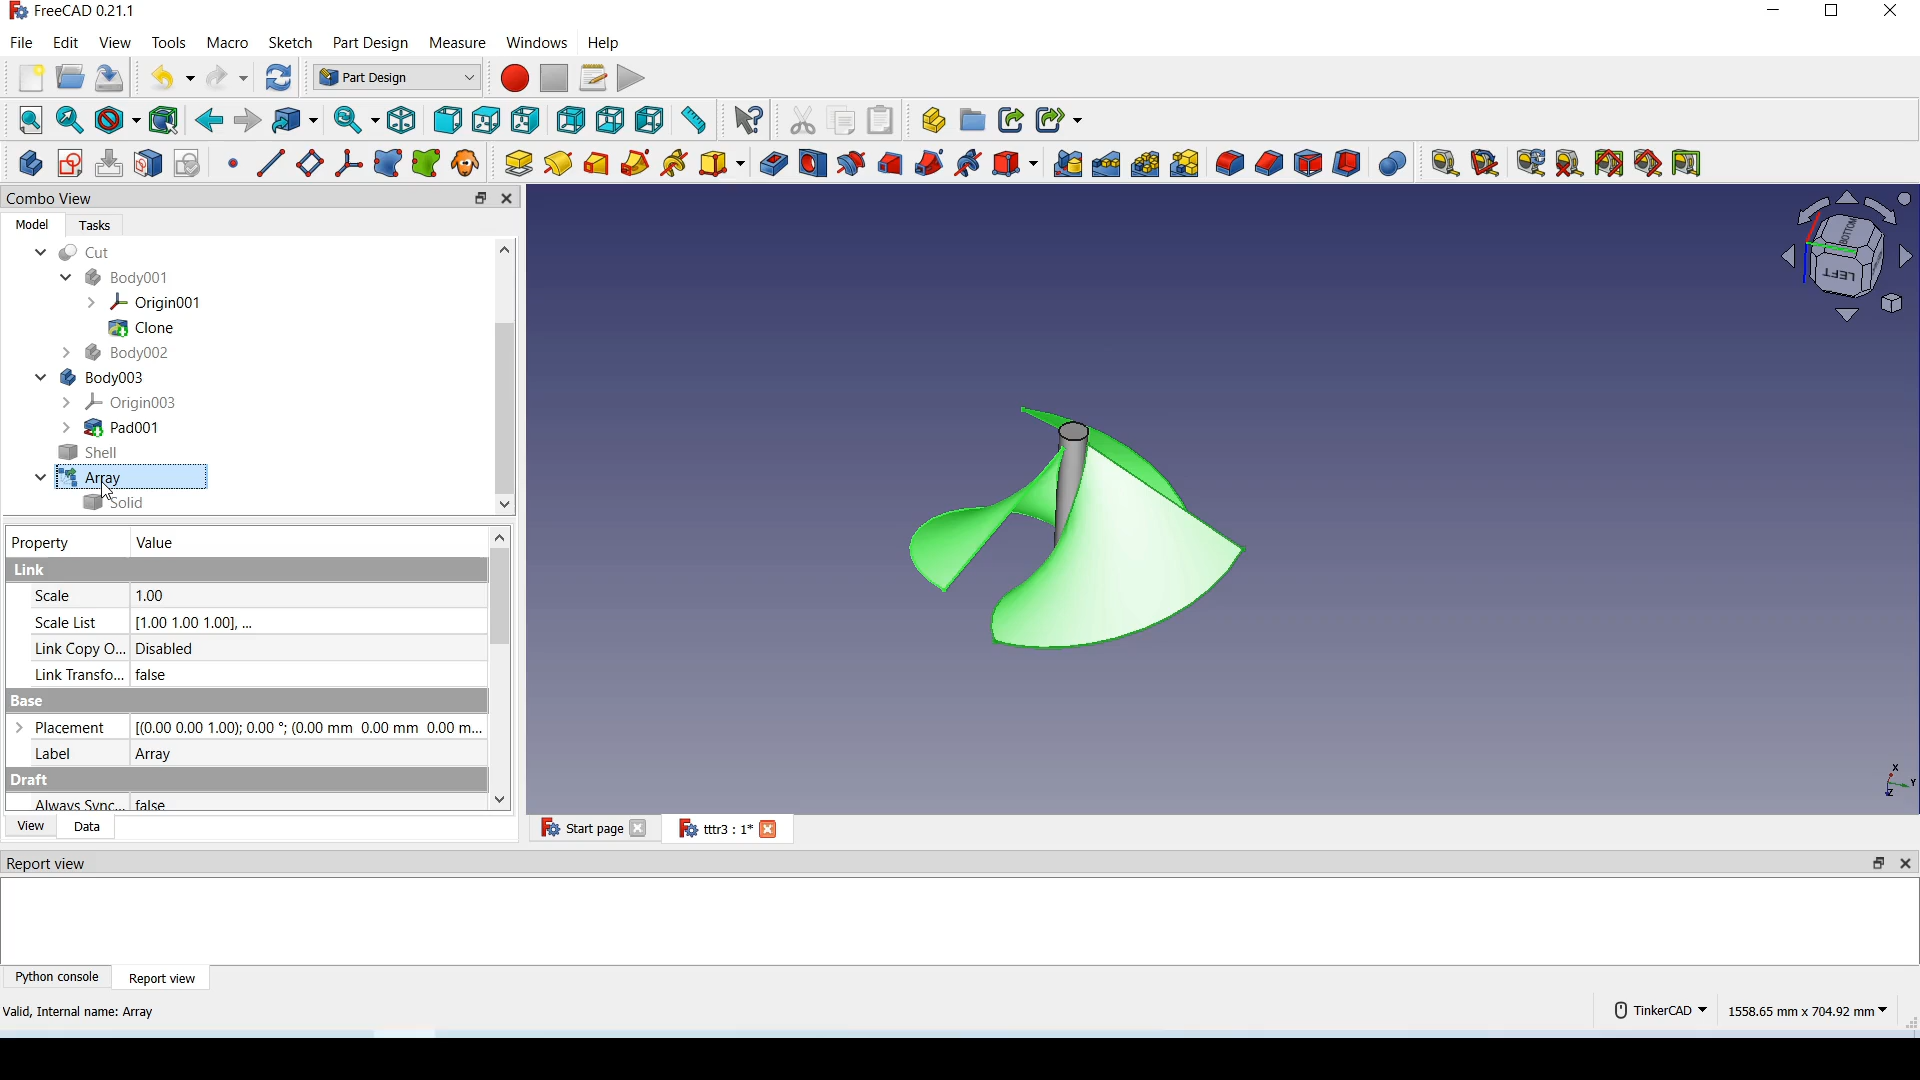 FreeCAD 0.21.1
File Edit View Tools Macro Sketch Part Design Measure Windows Help
Part Design
Combo View
Model Tasks
Cut
Body001
Origin001
Clone
Body002
Body003
Origin003
Pad001
Shell
Array
Solid
Property Value
Link
Scale 1.00
Scale List [1.00 1.00 1.00], ...
Link Copy O... Disabled
Link Transfo... false
Base
Placement [(0.00 0.00 1.00); 0.00 °; (0.00 mm 0.00 mm 0.00 m...
Label Array
Draft
Always Sync... false
View Data
BOTTOM
LEFT
X
Y
Z
Start page tttr3 : 1*
Report view
Python console Report view
Valid, Internal name: Array
TinkerCAD 1558.65 mm x 704.92 mm